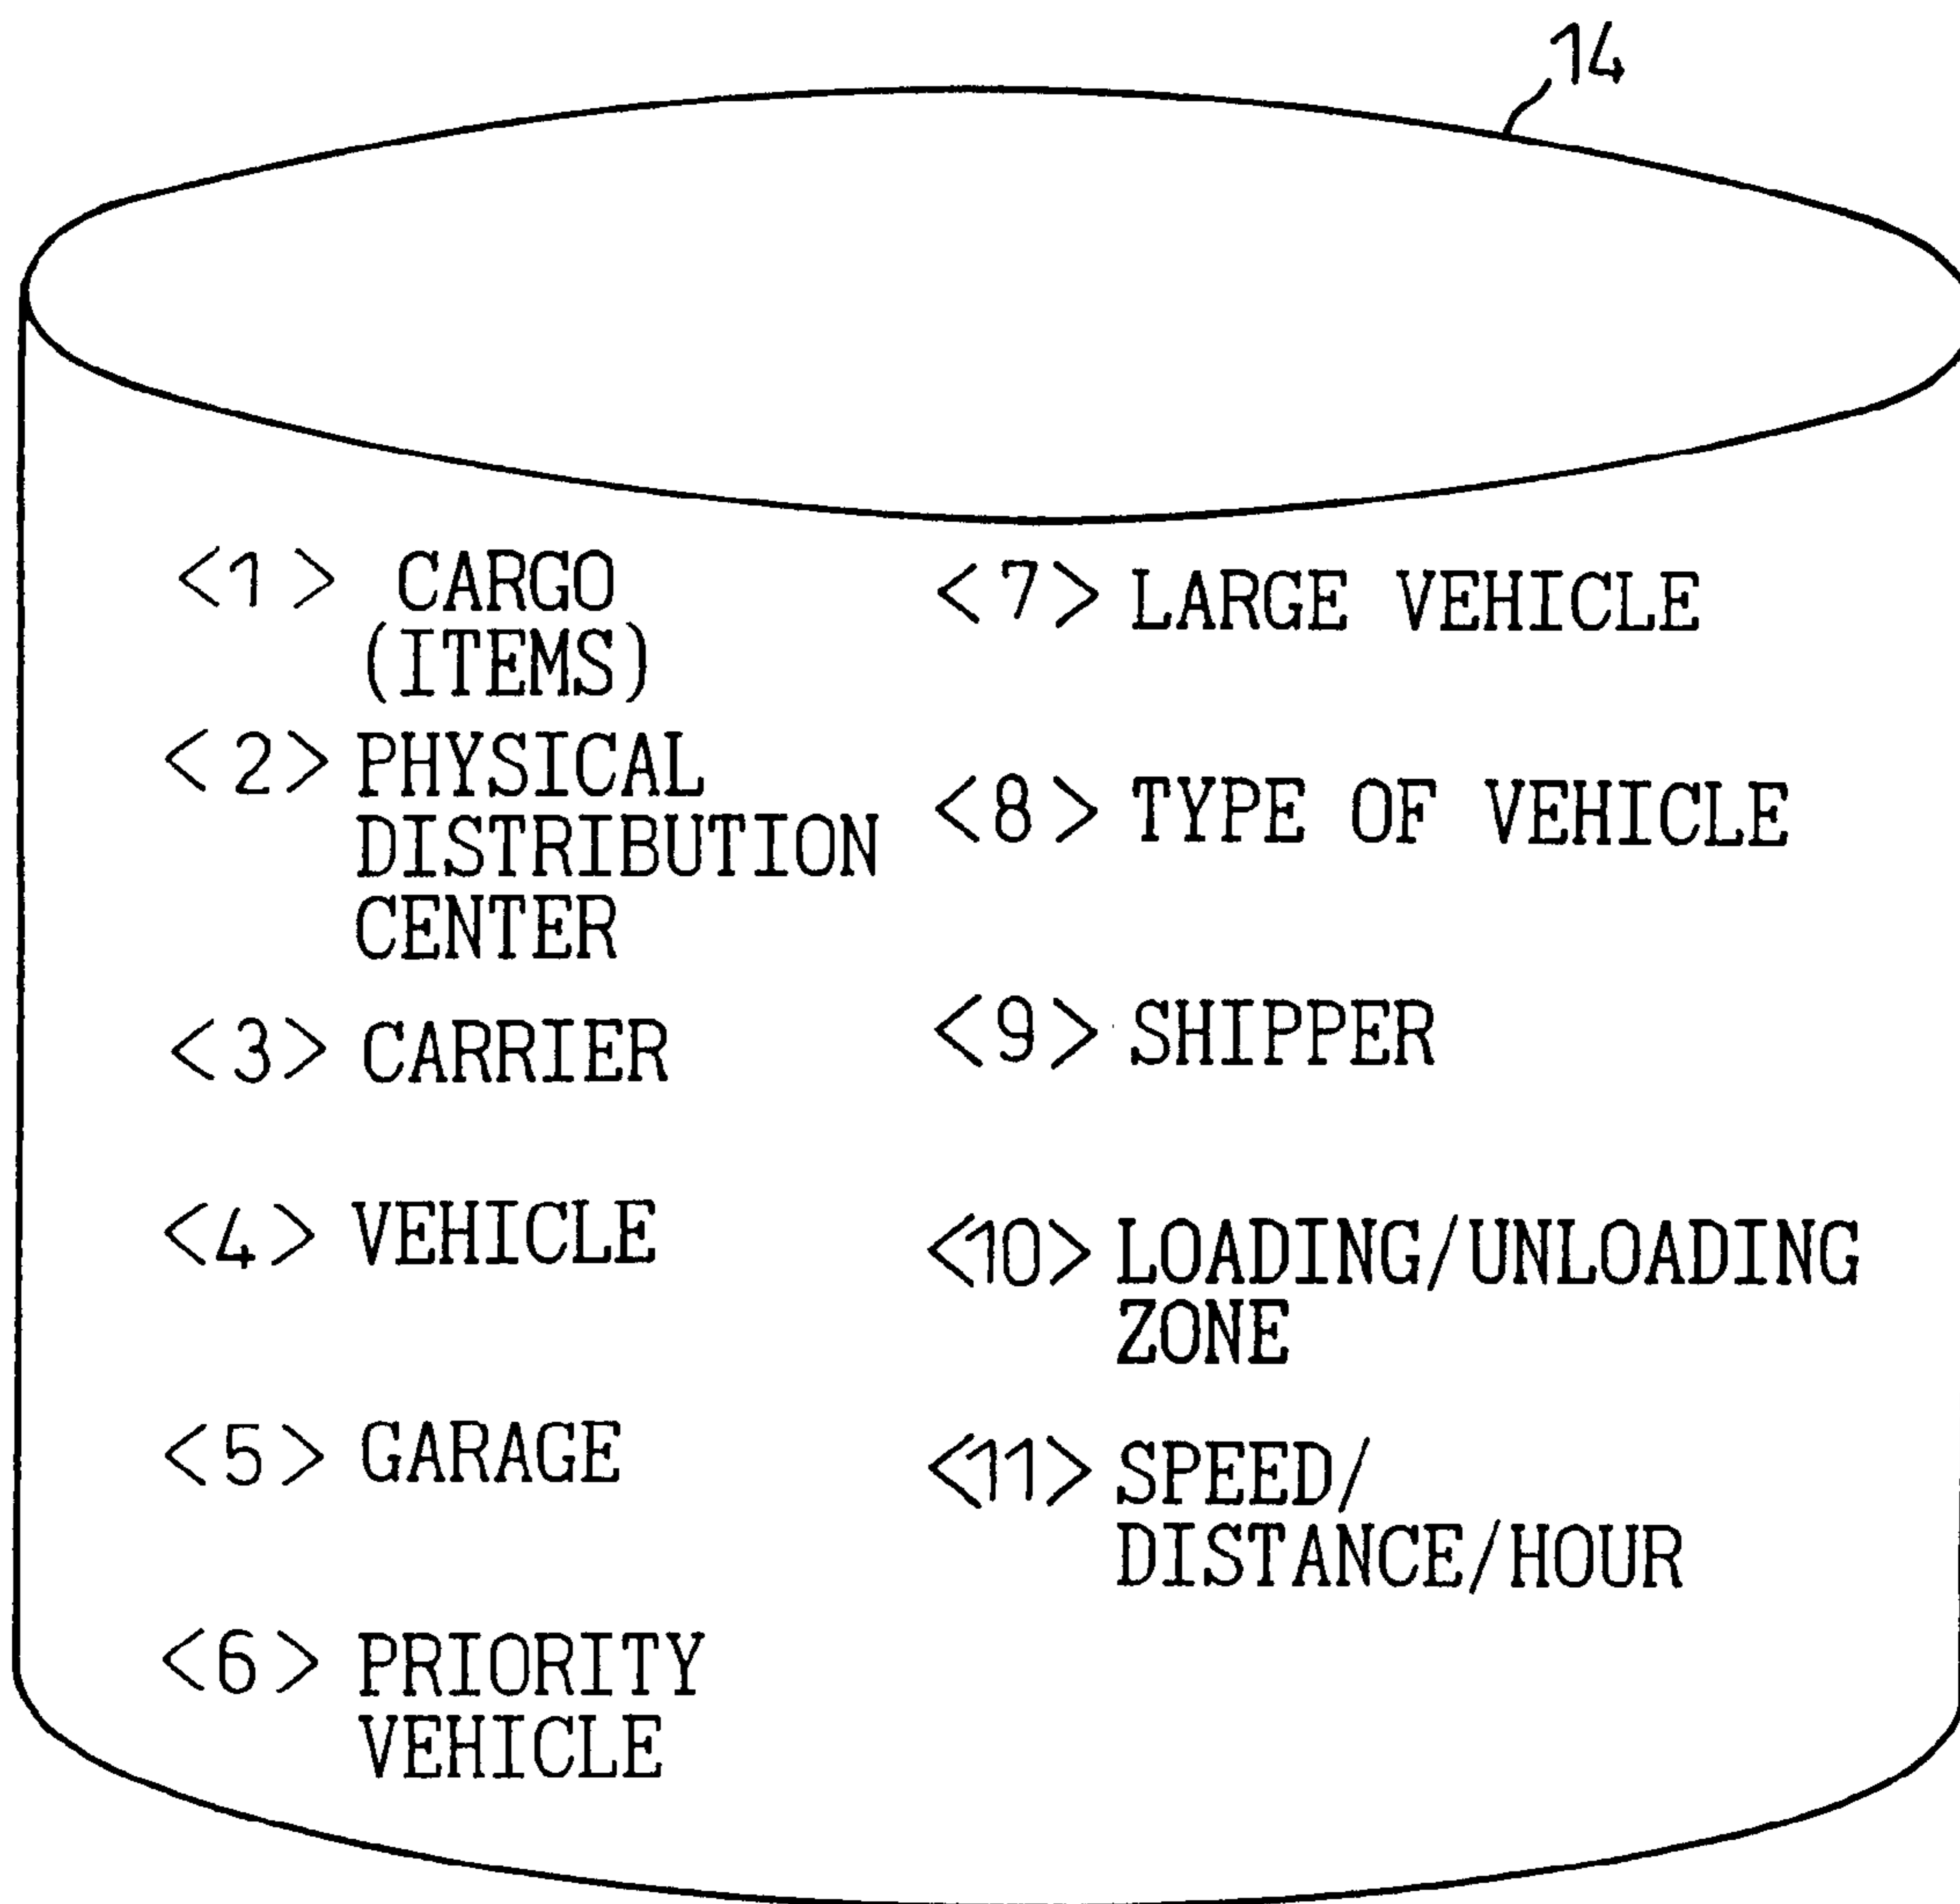 14
<1> CARGO
(ITEMS)
<2> PHYSICAL
DISTRIBUTION
CENTER
<3> CARRIER
<4> VEHICLE
<5> GARAGE
<6> PRIORITY
VEHICLE
<7> LARGE VEHICLE
<8> TYPE OF VEHICLE
<9> SHIPPER
<10> LOADING/UNLOADING
ZONE
<11> SPEED/
DISTANCE/HOUR